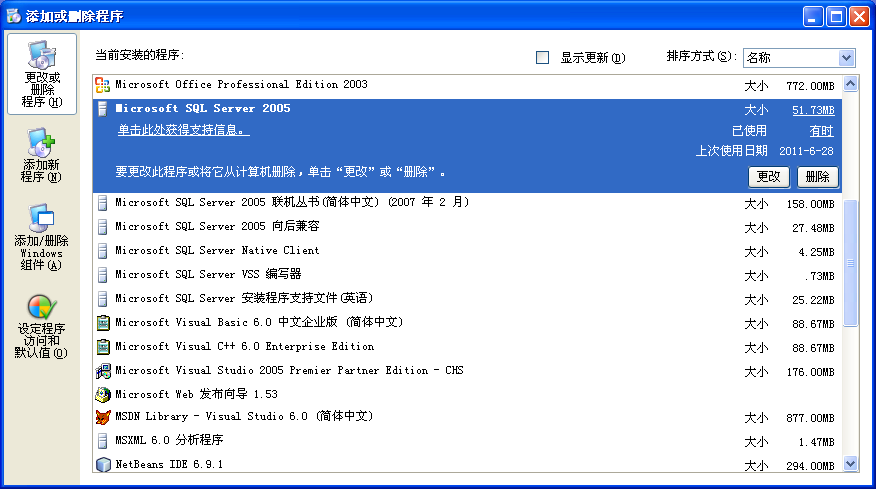 添加或删除程序
更改或
删除
程序(H)
添加新
程序(N)
添加/删除
Windows
组件(A)
设定程序
访问和
默认值(O)
当前安装的程序:
显示更新(D)
排序方式(S):
名称
Microsoft Office Professional Edition 2003 大小 772.00MB
Microsoft SQL Server 2005 大小 51.73MB
单击此处获得支持信息。 已使用 有时
上次使用日期 2011-6-28
要更改此程序或将它从计算机删除,单击“更改”或“删除”。 更改 删除
Microsoft SQL Server 2005 联机丛书(简体中文) (2007 年 2 月) 大小 158.00MB
Microsoft SQL Server 2005 向后兼容 大小 27.48MB
Microsoft SQL Server Native Client 大小 4.25MB
Microsoft SQL Server VSS 编写器 大小 .73MB
Microsoft SQL Server 安装程序支持文件(英语) 大小 25.22MB
Microsoft Visual Basic 6.0 中文企业版 (简体中文) 大小 88.67MB
Microsoft Visual C++ 6.0 Enterprise Edition 大小 88.67MB
Microsoft Visual Studio 2005 Premier Partner Edition - CHS 大小 176.00MB
Microsoft Web 发布向导 1.53
MSDN Library - Visual Studio 6.0 (简体中文) 大小 877.00MB
MSXML 6.0 分析程序 大小 1.47MB
NetBeans IDE 6.9.1 大小 294.00MB